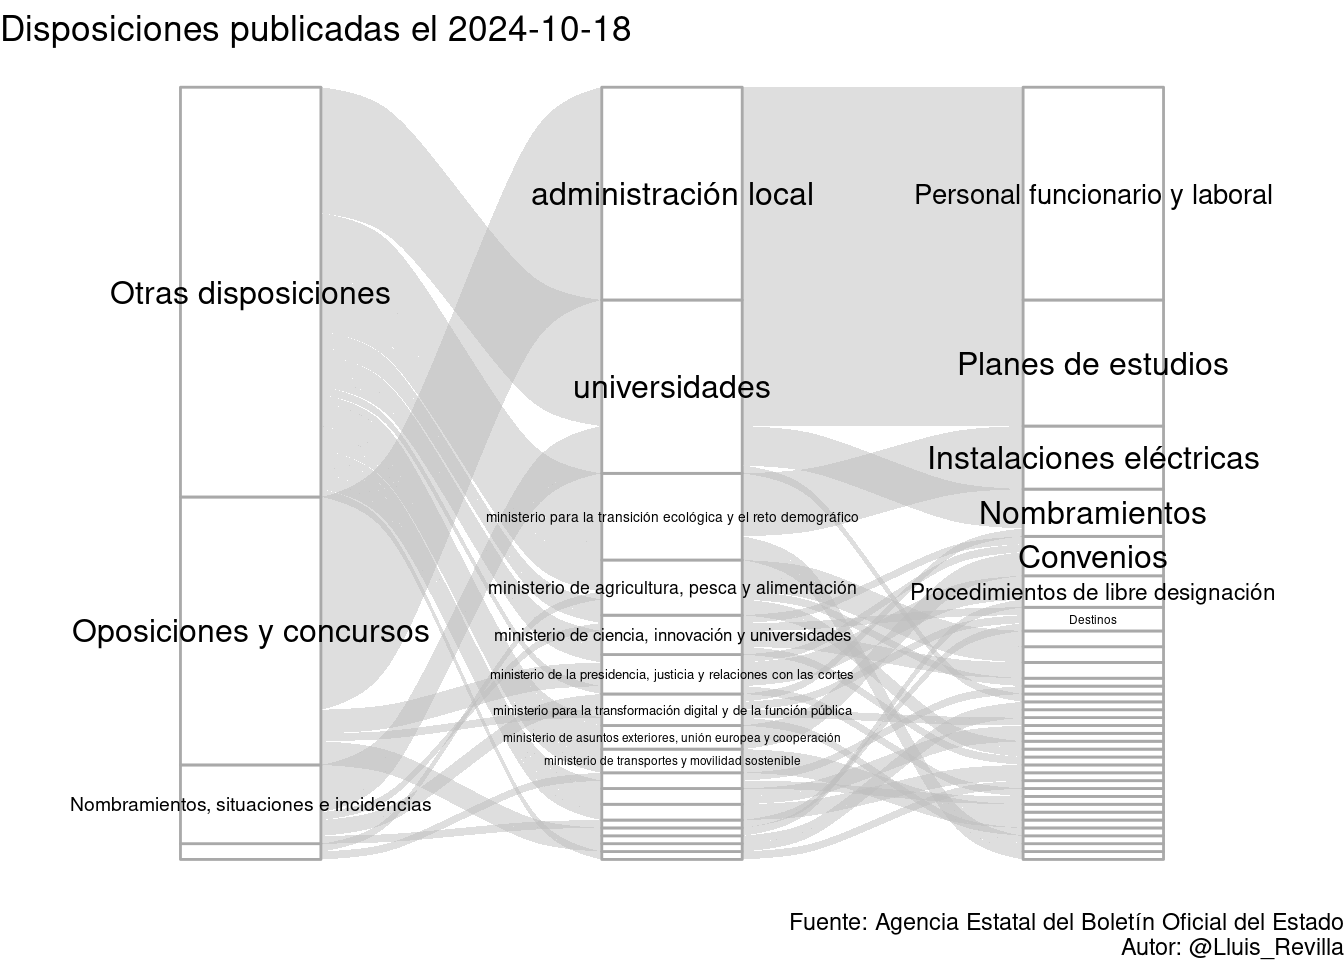 Disposiciones publicadas el 2024-10-18
Otras disposiciones
Oposiciones y concursos
Nombramientos, situaciones e incidencias
administración local
universidades
ministerio para la transición ecológica y el reto demográfico
ministerio de agricultura, pesca y alimentación
ministerio de ciencia, innovación y universidades
ministerio de la presidencia, justicia y relaciones con las cortes
ministerio para la transformación digital y de la función pública
ministerio de asuntos exteriores, unión europea y cooperación
ministerio de transportes y movilidad sostenible
Personal funcionario y laboral
Planes de estudios
Instalaciones eléctricas
Nombramientos
Convenios
Procedimientos de libre designación
Destinos
Fuente: Agencia Estatal del Boletín Oficial del Estado
Autor: @Lluis_Revilla